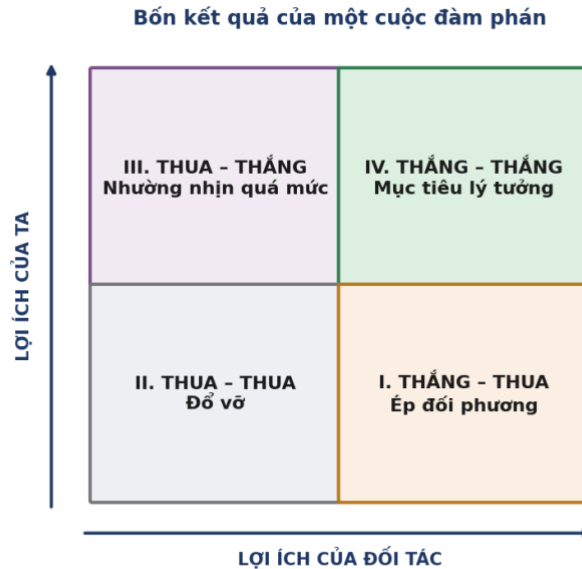 Bốn kết quả của một cuộc đàm phán
III. THUA – THẮNG
Nhường nhịn quá mức
IV. THẮNG – THẮNG
Mục tiêu lý tưởng
LỢI ÍCH CỦA TA
II. THUA – THUA
Đổ vỡ
I. THẮNG – THUA
Ép đối phương
LỢI ÍCH CỦA ĐỐI TÁC